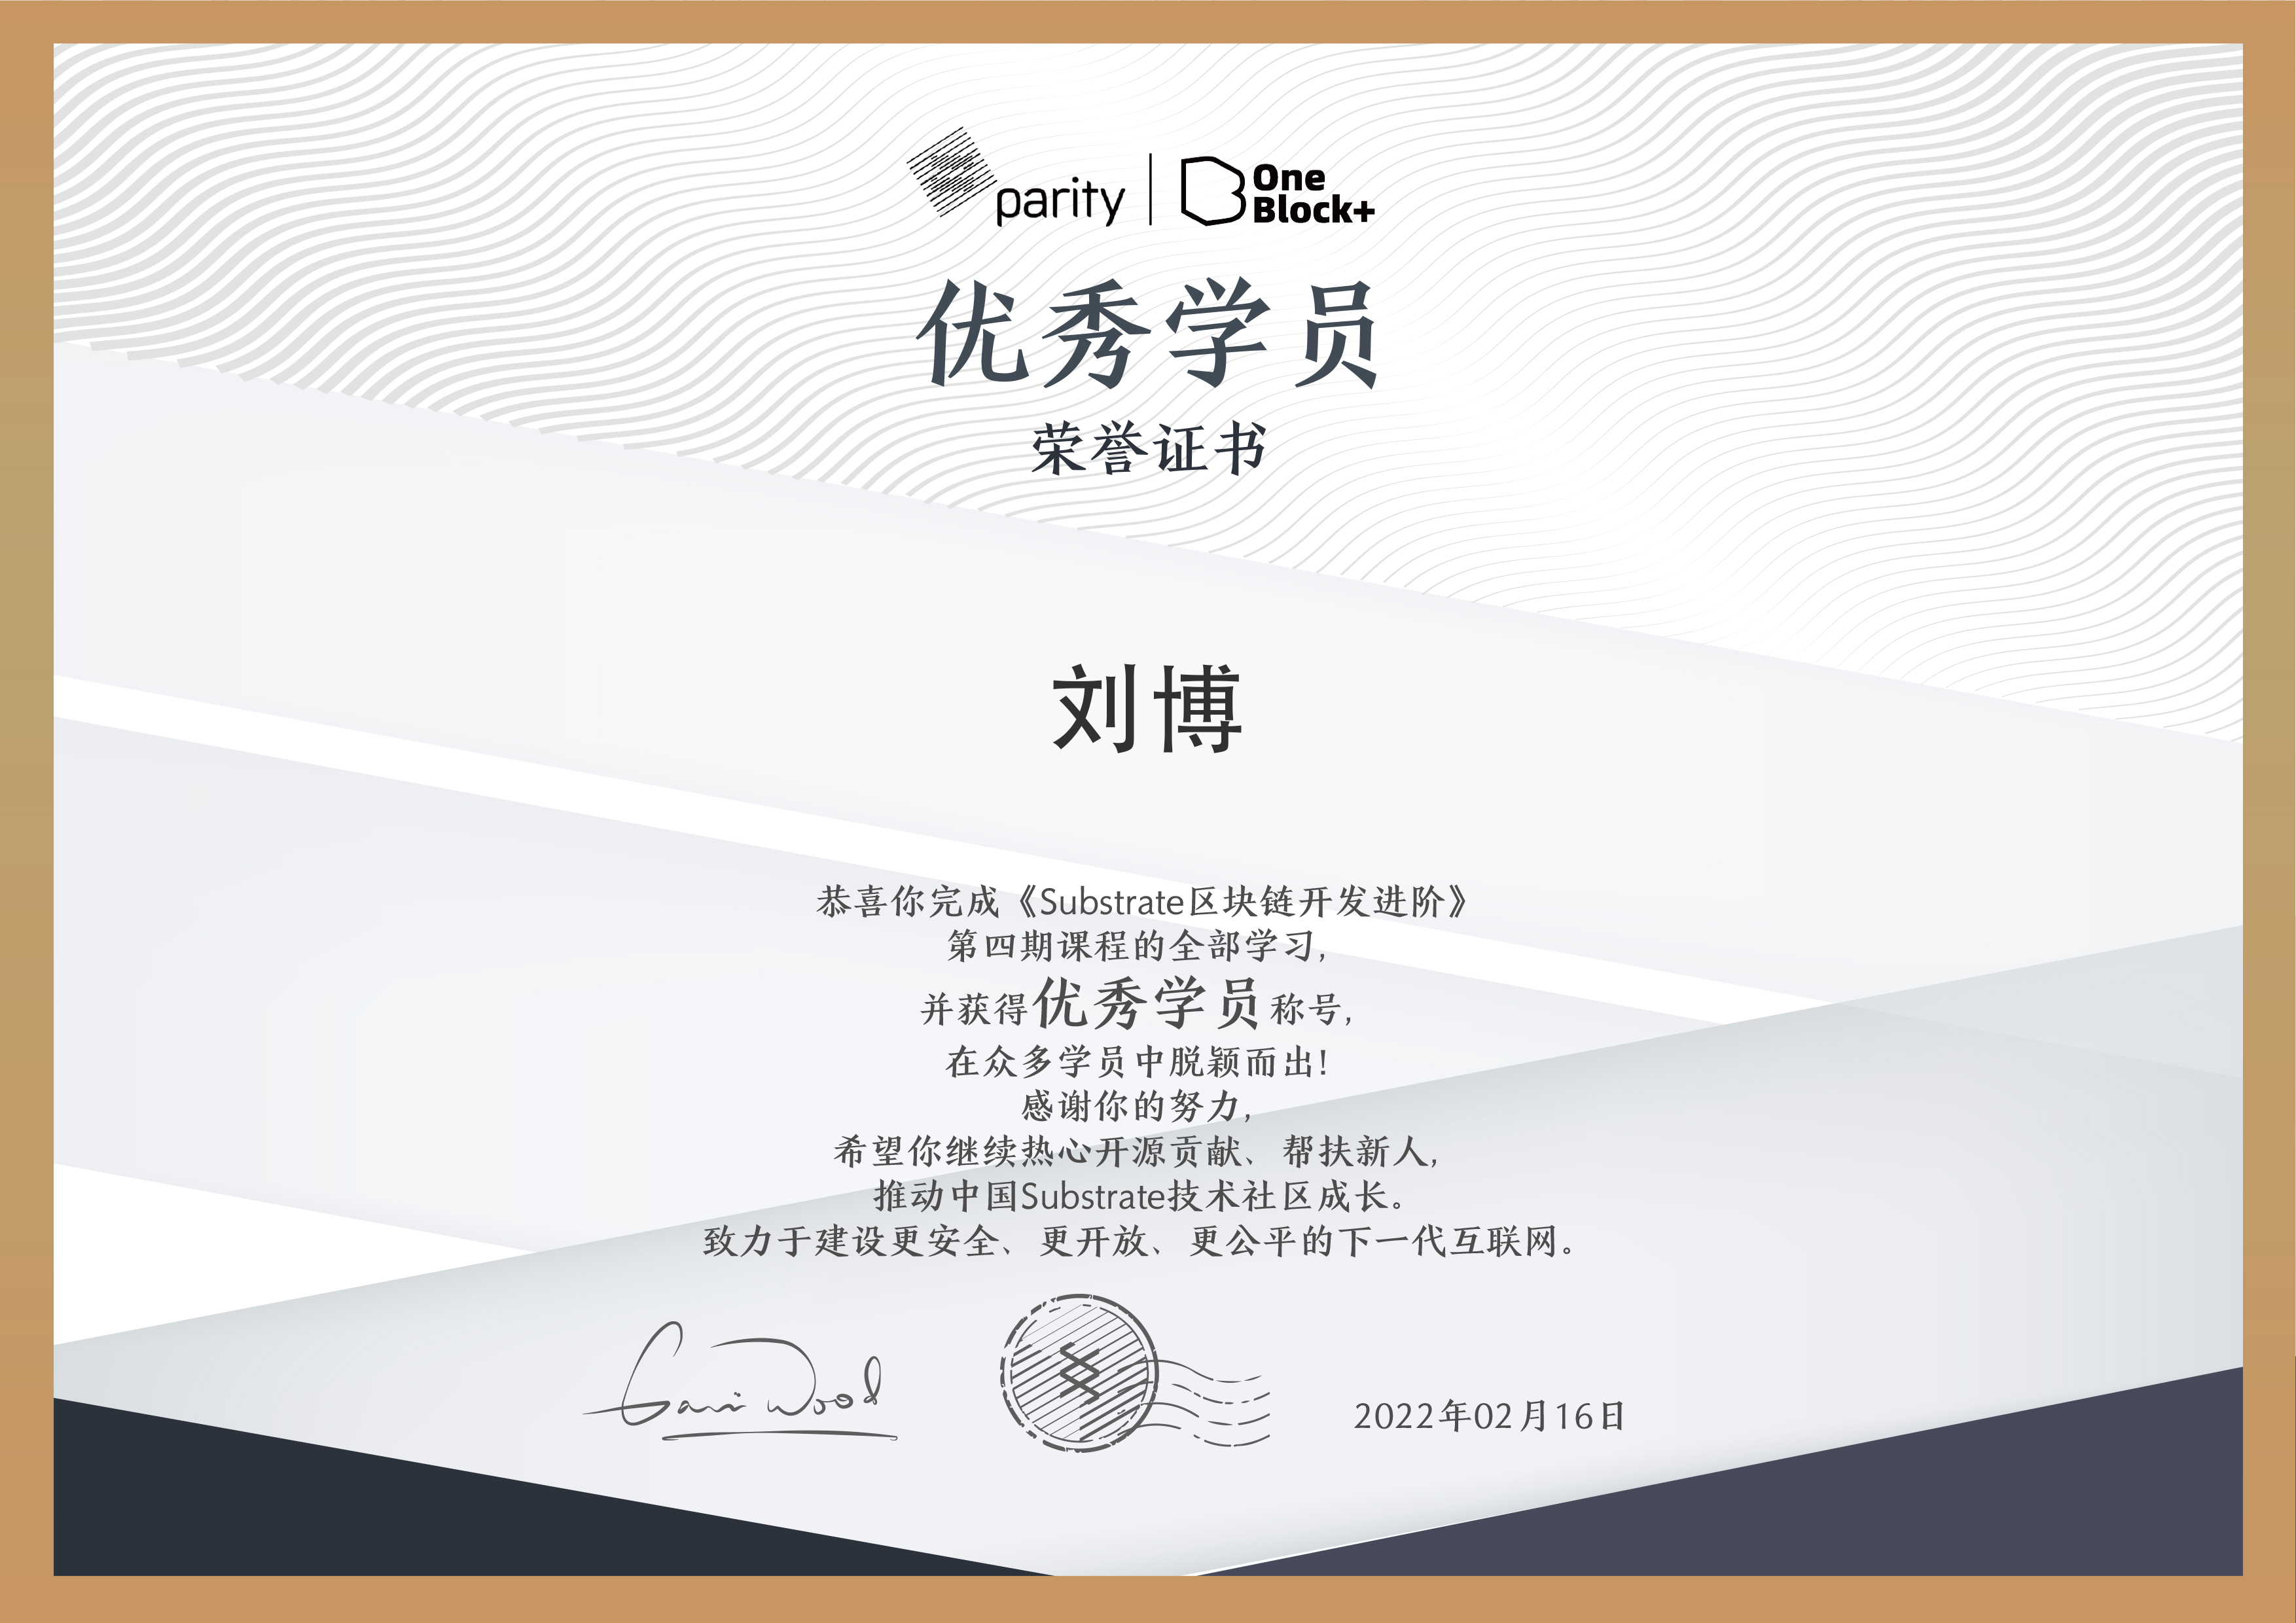 parity
One
Block+
优秀学员
荣誉证书
刘博
恭喜你完成《Substrate区块链开发进阶》
第四期课程的全部学习,
并获得优秀学员称号,
在众多学员中脱颖而出!
感谢你的努力,
希望你继续热心开源贡献、帮扶新人,
推动中国Substrate技术社区成长。
致力于建设更安全、更开放、更公平的下一代互联网。
Gavin Wood
2022年02月16日